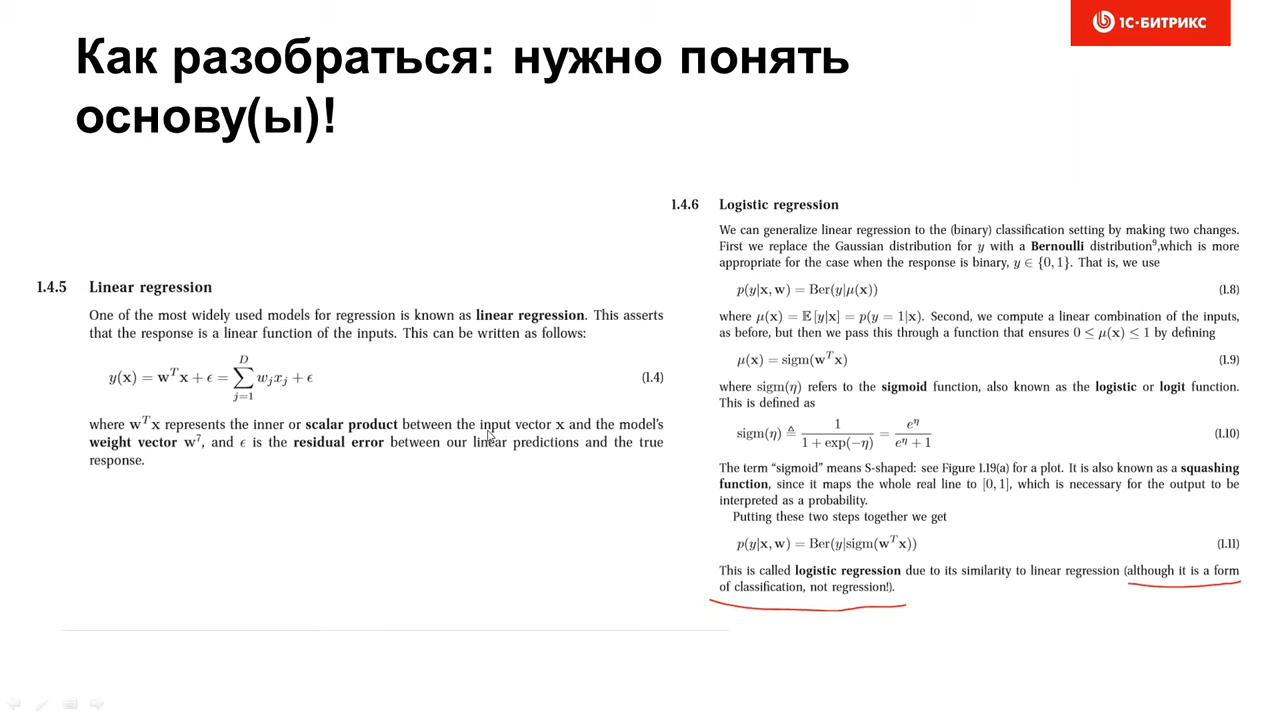 1С·БИТРИКС
Как разобраться: нужно понять
основу(ы)!
1.4.5 Linear regression
One of the most widely used models for regression is known as linear regression. This asserts
that the response is a linear function of the inputs. This can be written as follows:
y(x) = w^T x + ϵ = ∑_{j=1}^{D} w_j x_j + ϵ (1.4)
where w^T x represents the inner or scalar product between the input vector x and the model's
weight vector w^7, and ϵ is the residual error between our linear predictions and the true
response.
1.4.6 Logistic regression
We can generalize linear regression to the (binary) classification setting by making two changes.
First we replace the Gaussian distribution for y with a Bernoulli distribution^9,which is more
appropriate for the case when the response is binary, y ∈ {0, 1}. That is, we use
p(y|x, w) = Ber(y|μ(x)) (1.8)
where μ(x) = 𝔼 [y|x] = p(y = 1|x). Second, we compute a linear combination of the inputs,
as before, but then we pass this through a function that ensures 0 ≤ μ(x) ≤ 1 by defining
μ(x) = sigm(w^T x) (1.9)
where sigm(η) refers to the sigmoid function, also known as the logistic or logit function.
This is defined as
sigm(η) ≜ 1 / (1 + exp(−η)) = e^η / (e^η + 1) (1.10)
The term “sigmoid” means S-shaped: see Figure 1.19(a) for a plot. It is also known as a squashing
function, since it maps the whole real line to [0, 1], which is necessary for the output to be
interpreted as a probability.
Putting these two steps together we get
p(y|x, w) = Ber(y|sigm(w^T x)) (1.11)
This is called logistic regression due to its similarity to linear regression (although it is a form
of classification, not regression!).